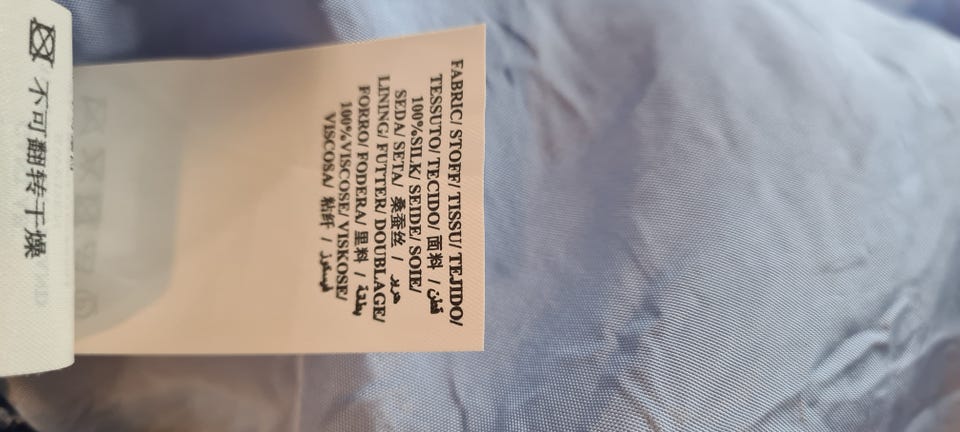 不可翻转干燥
FABRIC/ STOFF/ TISSU/ TEJIDO/
TESSUTO/ TECIDO/ 面料 / قطن
100%SILK/ SEIDE/ SOIE/
SEDA/ SETA/ 桑蚕丝 / حرير
LINING/ FUTTER/ DOUBLAGE/
FORRO/ FODERA/ 里料 / بطانة
100%VISCOSE/ VISKOSE/
VISCOSA/ 粘纤 /